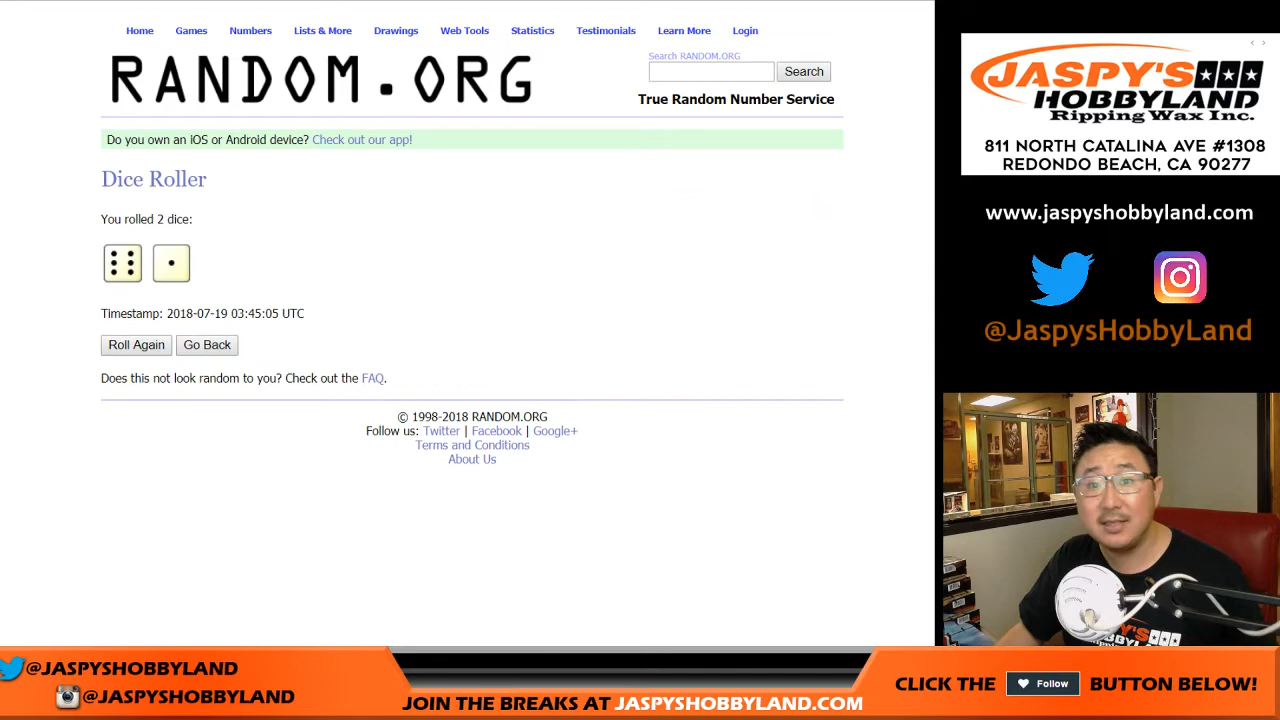 Home Games Numbers Lists & More Drawings Web Tools Statistics Testimonials Learn More Login
RANDOM.ORG
Search RANDOM.ORG
Search
True Random Number Service
Do you own an iOS or Android device? Check out our app!
Dice Roller
You rolled 2 dice:
Timestamp: 2018-07-19 03:45:05 UTC
Roll Again Go Back
Does this not look random to you? Check out the FAQ.
© 1998-2018 RANDOM.ORG
Follow us: Twitter | Facebook | Google+
Terms and Conditions
About Us
JASPY'S
HOBBYLAND
Ripping Wax Inc.
811 NORTH CATALINA AVE #1308
REDONDO BEACH, CA 90277
www.jaspyshobbyland.com
@JaspysHobbyLand
JASPY'S
@JASPYSHOBBYLAND
@JASPYSHOBBYLAND
JOIN THE BREAKS AT JASPYSHOBBYLAND.COM
CLICK THE Follow BUTTON BELOW!